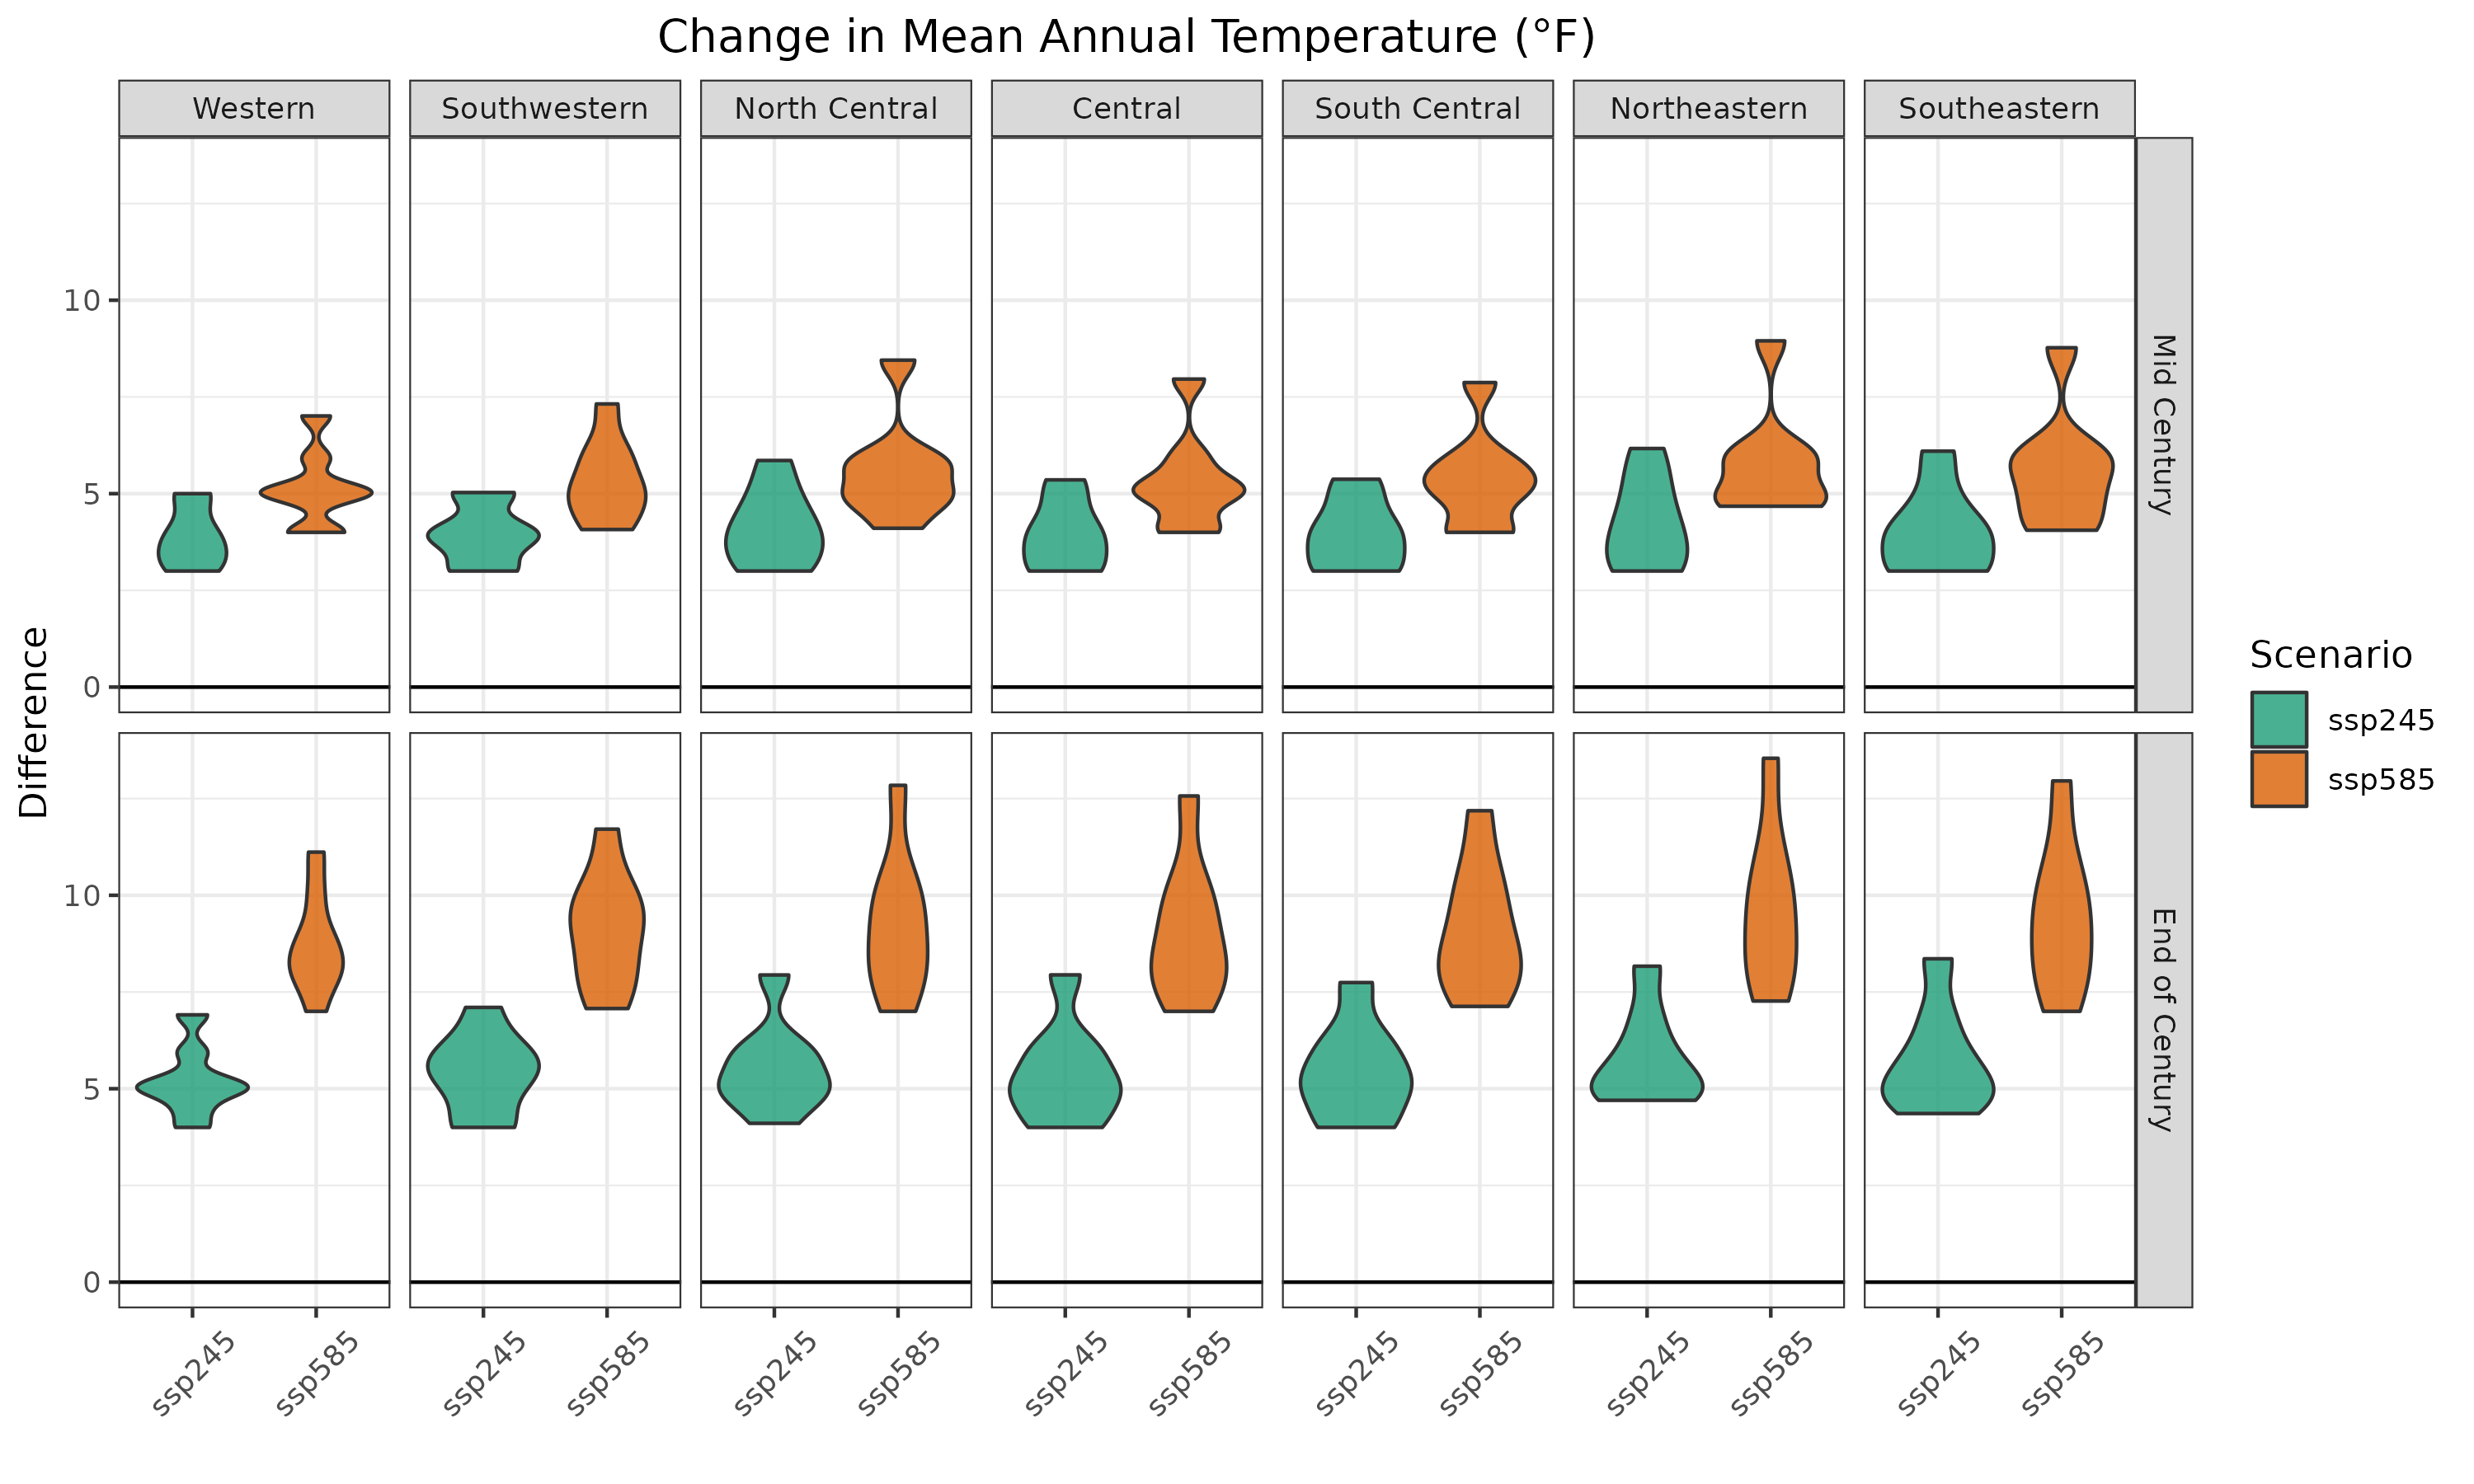 Change in Mean Annual Temperature (°F)
Western
Southwestern
North Central
Central
South Central
Northeastern
Southeastern
10
5
0
Mid Century
Difference
10
5
0
End of Century
ssp245
ssp585
ssp245
ssp585
ssp245
ssp585
ssp245
ssp585
ssp245
ssp585
ssp245
ssp585
ssp245
ssp585
Scenario
ssp245
ssp585